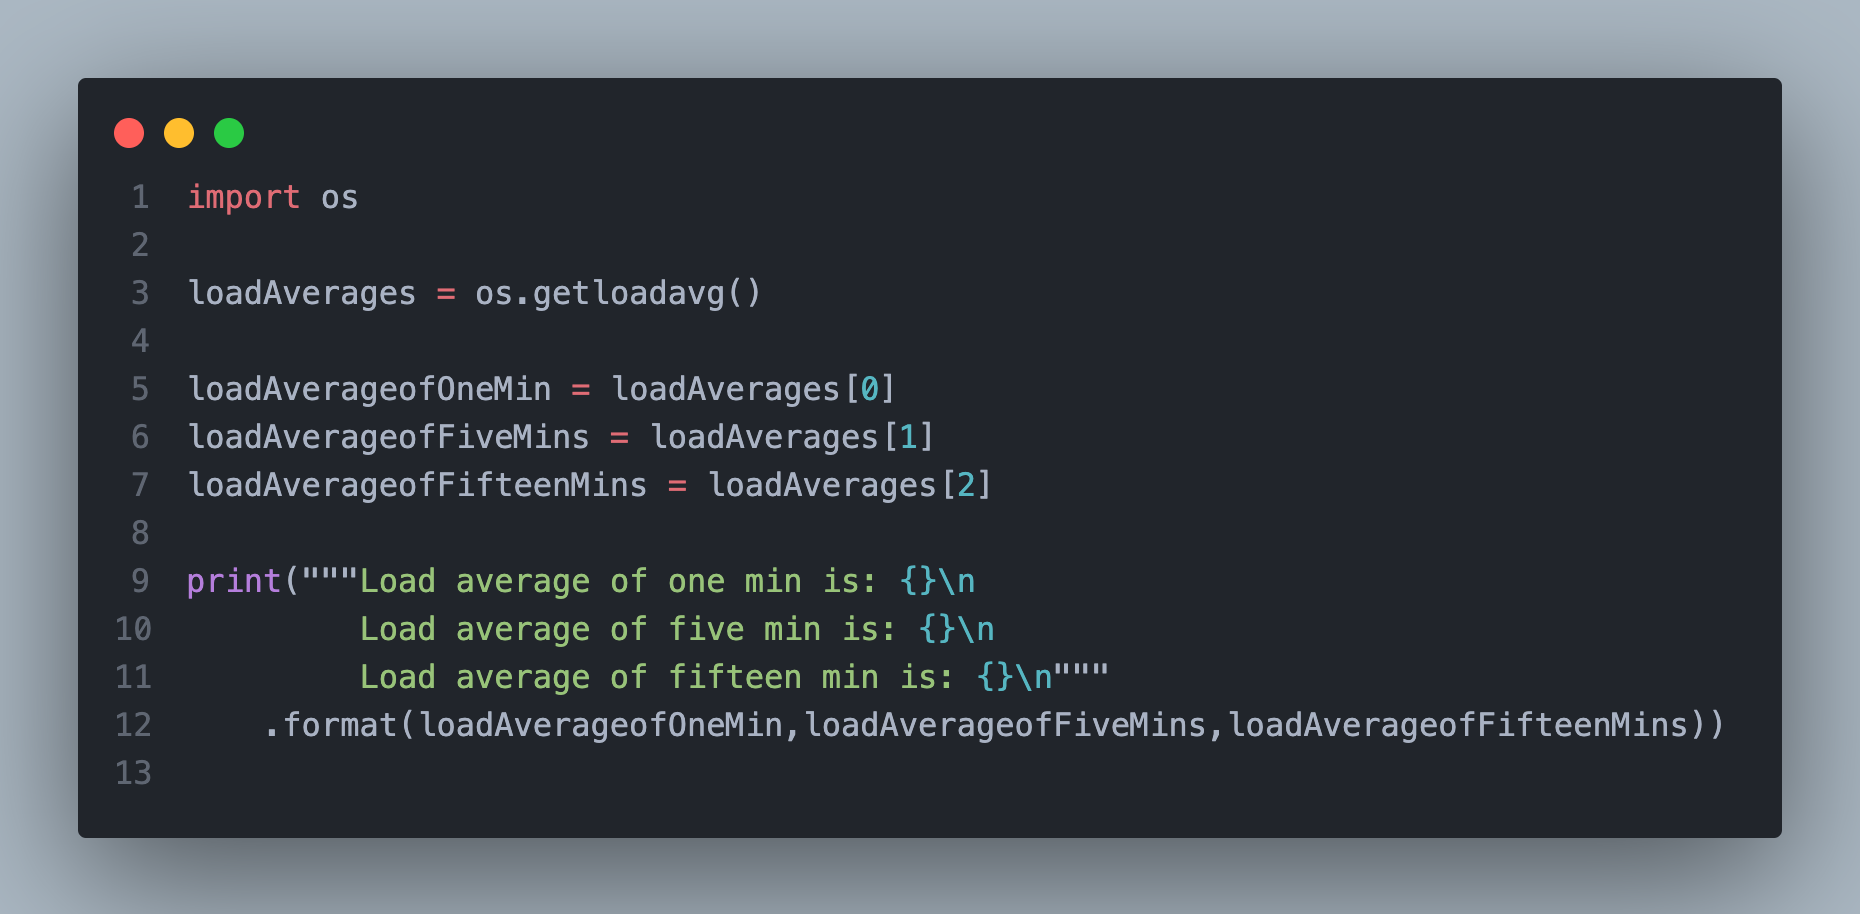 1 import os
2
3 loadAverages = os.getloadavg()
4
5 loadAverageofOneMin = loadAverages[0]
6 loadAverageofFiveMins = loadAverages[1]
7 loadAverageofFifteenMins = loadAverages[2]
8
9 print("""Load average of one min is: {}\n
10          Load average of five min is: {}\n
11          Load average of fifteen min is: {}\n"""
12     .format(loadAverageofOneMin,loadAverageofFiveMins,loadAverageofFifteenMins))
13